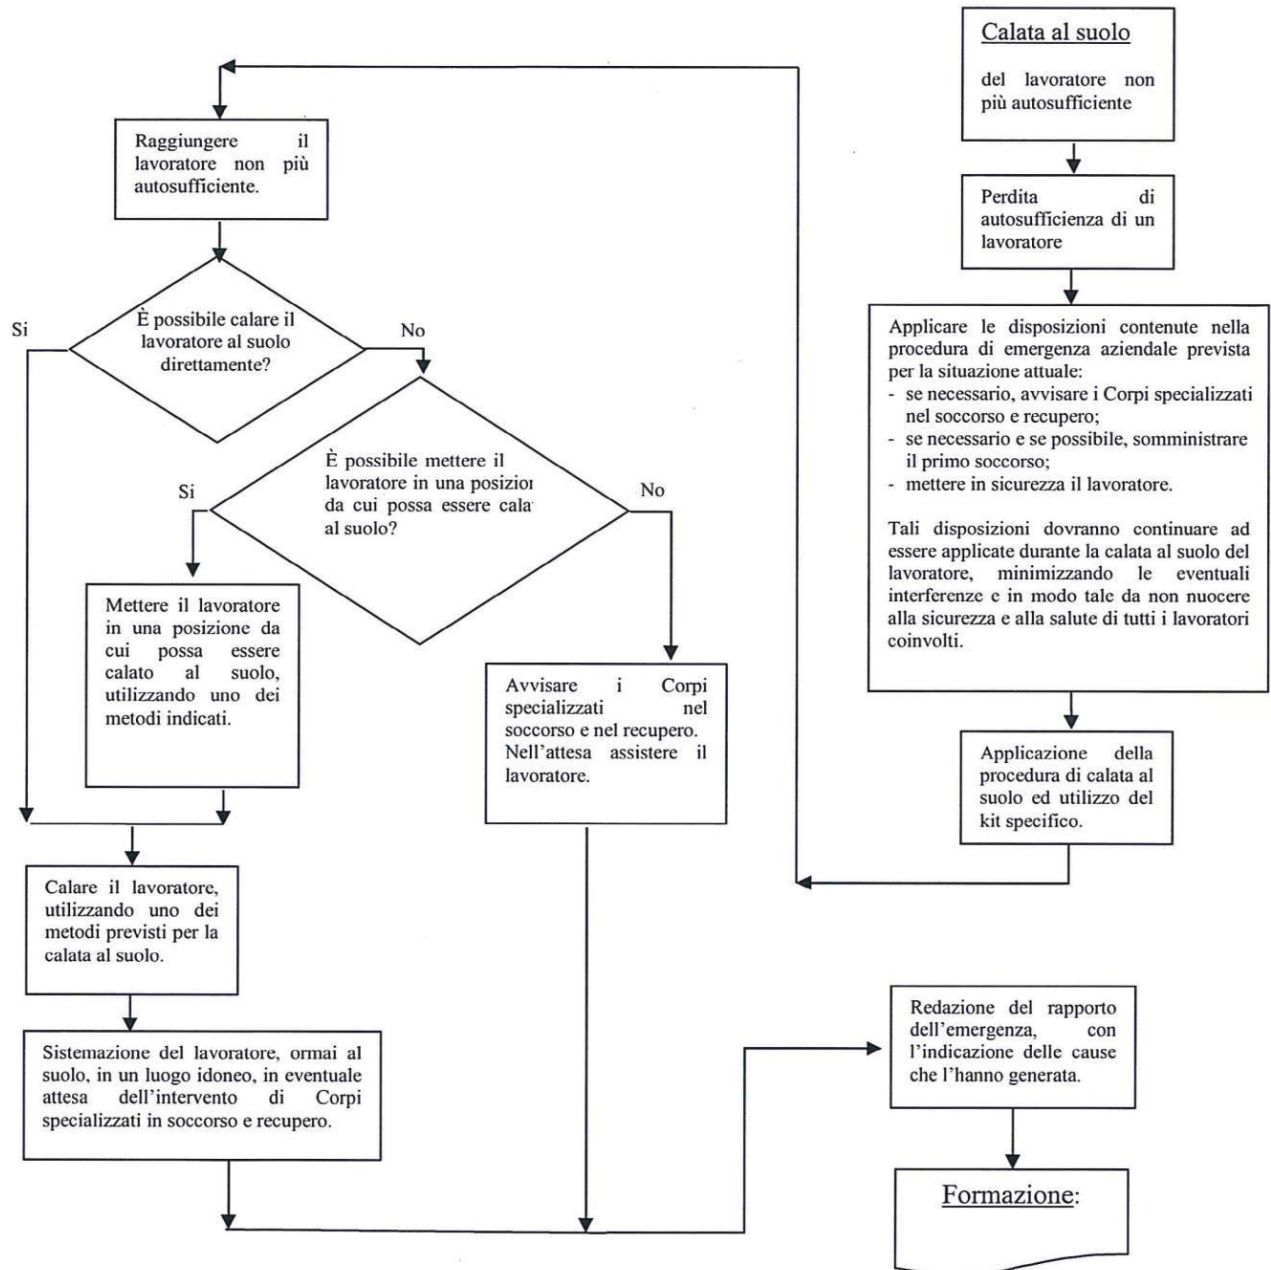 Calata al suolo
del lavoratore non
più autosufficiente
Perdita di
autosufficienza di un
lavoratore
Applicare le disposizioni contenute nella
procedura di emergenza aziendale prevista
per la situazione attuale:
- se necessario, avvisare i Corpi specializzati
nel soccorso e recupero;
- se necessario e se possibile, somministrare
il primo soccorso;
- mettere in sicurezza il lavoratore.
Tali disposizioni dovranno continuare ad
essere applicate durante la calata al suolo del
lavoratore, minimizzando le eventuali
interferenze e in modo tale da non nuocere
alla sicurezza e alla salute di tutti i lavoratori
coinvolti.
Applicazione della
procedura di calata al
suolo ed utilizzo del
kit specifico.
Raggiungere il
lavoratore non più
autosufficiente.
È possibile calare il
lavoratore al suolo
direttamente?
Si
No
È possibile mettere il
lavoratore in una posizion
da cui possa essere cala
al suolo?
Si
No
Mettere il lavoratore
in una posizione da
cui possa essere
calato al suolo,
utilizzando uno dei
metodi indicati.
Avvisare i Corpi
specializzati nel
soccorso e nel recupero.
Nell'attesa assistere il
lavoratore.
Calare il lavoratore,
utilizzando uno dei
metodi previsti per la
calata al suolo.
Sistemazione del lavoratore, ormai al
suolo, in un luogo idoneo, in eventuale
attesa dell'intervento di Corpi
specializzati in soccorso e recupero.
Redazione del rapporto
dell'emergenza, con
l'indicazione delle cause
che l'hanno generata.
Formazione: